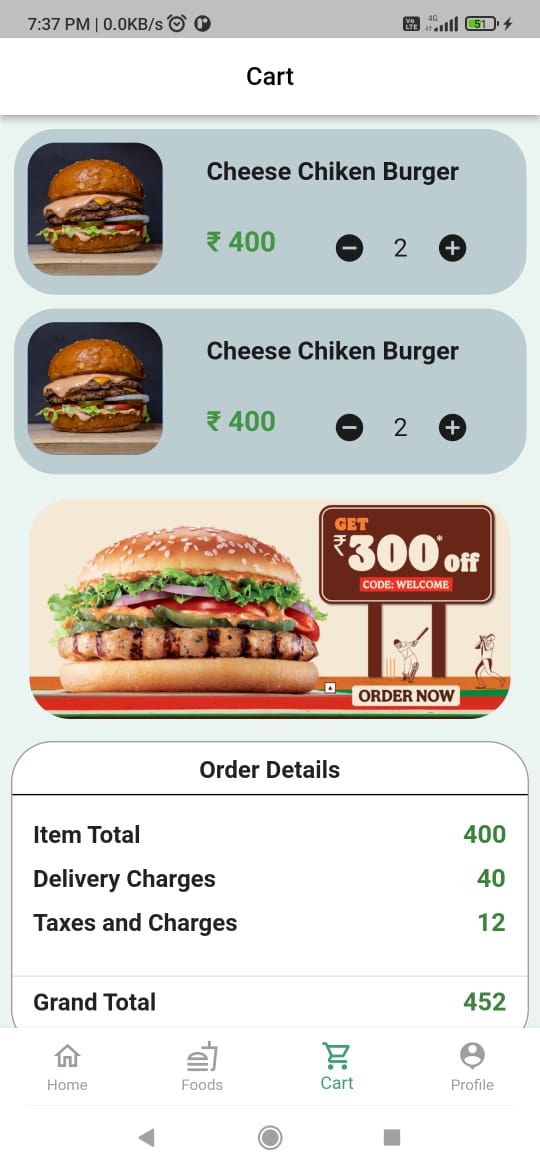 7:37 PM | 0.0KB/s
Vo LTE 4G 51
Cart
Cheese Chiken Burger
₹ 400
2
Cheese Chiken Burger
₹ 400
2
GET
₹300* off
CODE: WELCOME
ORDER NOW
Order Details
Item Total 400
Delivery Charges 40
Taxes and Charges 12
Grand Total 452
Home Foods Cart Profile